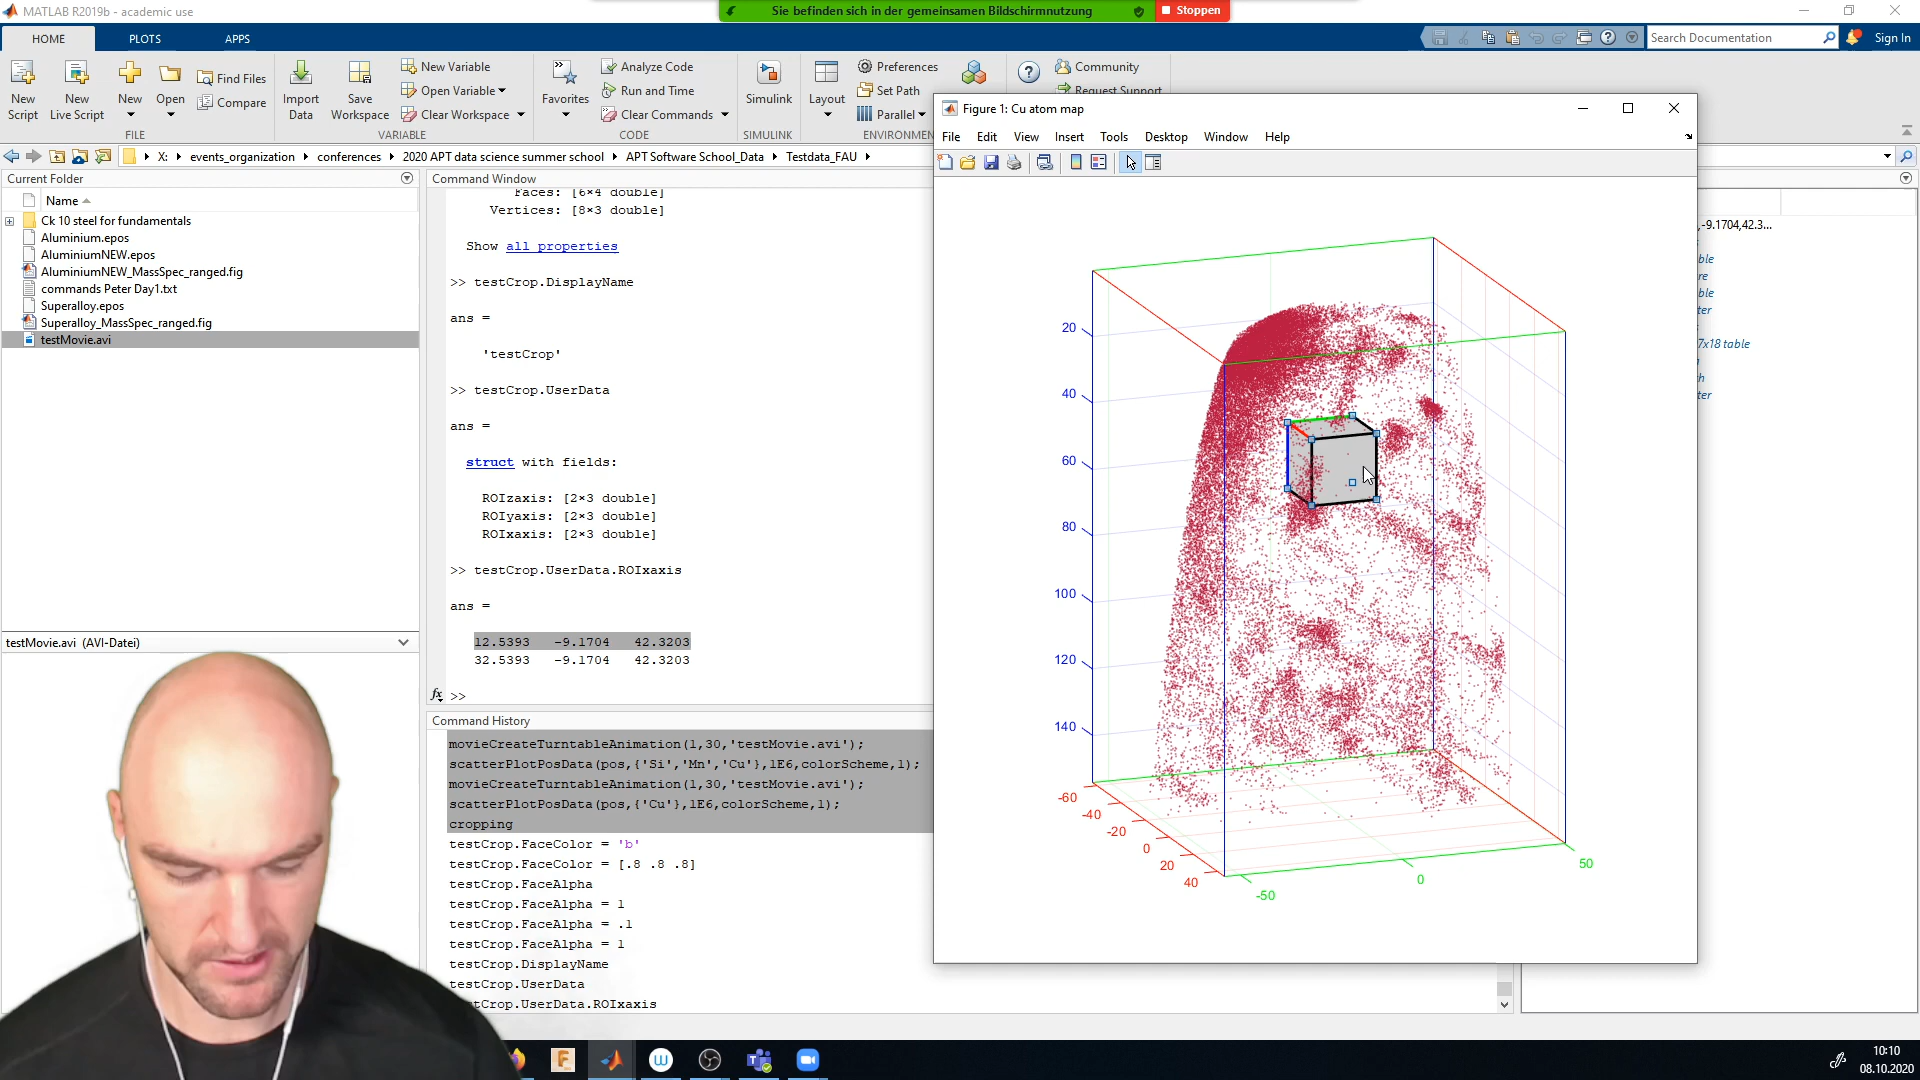 MATLAB R2019b - academic use
Sie befinden sich in der gemeinsamen Bildschirmnutzung
Stoppen
HOME
PLOTS
APPS
Search Documentation
Sign In
New Script
New Live Script
New
Open
Find Files
Compare
FILE
Import Data
Save Workspace
New Variable
Open Variable
Clear Workspace
VARIABLE
Favorites
Analyze Code
Run and Time
Clear Commands
CODE
Simulink
SIMULINK
Layout
Preferences
Set Path
Parallel
ENVIRONMEN
Community
Request Support
X:
events_organization
conferences
2020 APT data science summer school
APT Software School_Data
Testdata_FAU
Current Folder
Name
Ck 10 steel for fundamentals
Aluminium.epos
AluminiumNEW.epos
AluminiumNEW_MassSpec_ranged.fig
commands Peter Day1.txt
Superalloy.epos
Superalloy_MassSpec_ranged.fig
testMovie.avi
testMovie.avi (AVI-Datei)
Command Window
Faces: [6×4 double]
Vertices: [8×3 double]
Show all properties
>> testCrop.DisplayName
ans =
'testCrop'
>> testCrop.UserData
ans =
struct with fields:
ROIzaxis: [2×3 double]
ROIyaxis: [2×3 double]
ROIxaxis: [2×3 double]
>> testCrop.UserData.ROIxaxis
ans =
12.5393 -9.1704 42.3203
32.5393 -9.1704 42.3203
fx >>
Command History
movieCreateTurntableAnimation(1,30,'testMovie.avi');
scatterPlotPosData(pos,{'Si','Mn','Cu'},1E6,colorScheme,1);
movieCreateTurntableAnimation(1,30,'testMovie.avi');
scatterPlotPosData(pos,{'Cu'},1E6,colorScheme,1);
cropping
testCrop.FaceColor = 'b'
testCrop.FaceColor = [.8 .8 .8]
testCrop.FaceAlpha
testCrop.FaceAlpha = 1
testCrop.FaceAlpha = .1
testCrop.FaceAlpha = 1
testCrop.DisplayName
testCrop.UserData
tCrop.UserData.ROIxaxis
Figure 1: Cu atom map
File
Edit
View
Insert
Tools
Desktop
Window
Help
20
40
60
80
100
120
140
-60
-40
-20
0
20
40
-50
0
50
,-9.1704,42.3...
ble
re
ble
ter
7x18 table
h
ter
10:10
08.10.2020